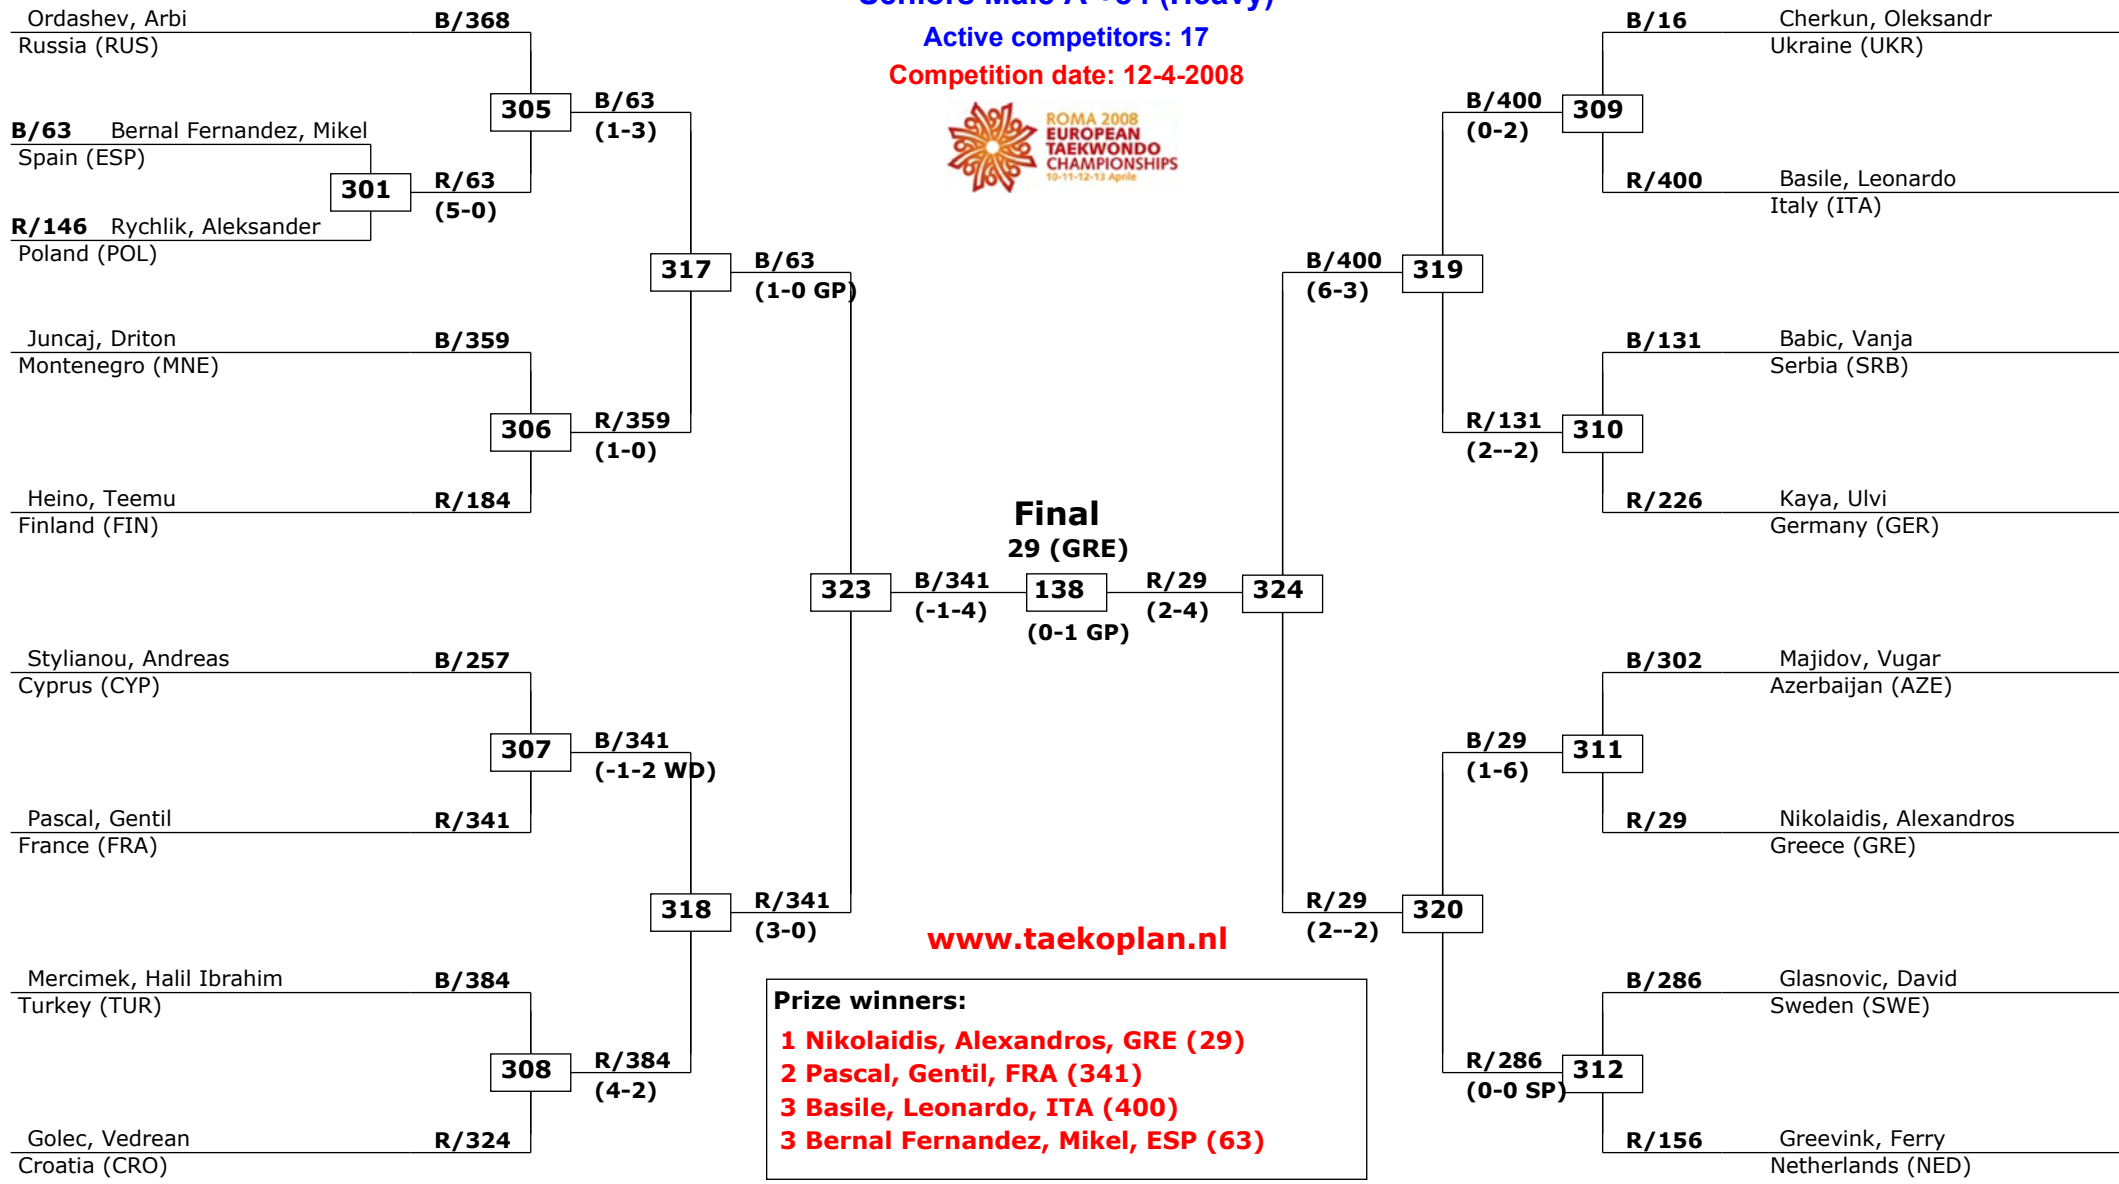 Active competitors: 17
Competition date: 12-4-2008
ROMA 2008
EUROPEAN
TAEKWONDO
CHAMPIONSHIPS
10-11-12-13 Aprile
Ordashev, Arbi B/368
Russia (RUS)
305 B/63
(1-3)
B/63 Bernal Fernandez, Mikel
Spain (ESP)
301 R/63
(5-0)
R/146 Rychlik, Aleksander
Poland (POL)
317 B/63
(1-0 GP)
Juncaj, Driton B/359
Montenegro (MNE)
306 R/359
(1-0)
Heino, Teemu R/184
Finland (FIN)
Stylianou, Andreas B/257
Cyprus (CYP)
307 B/341
(-1-2 WD)
Pascal, Gentil R/341
France (FRA)
318 R/341
(3-0)
Mercimek, Halil Ibrahim B/384
Turkey (TUR)
308 R/384
(4-2)
Golec, Vedrean R/324
Croatia (CRO)
Final
29 (GRE)
323 B/341 138 R/29 324
(-1-4) (0-1 GP) (2-4)
B/16 Cherkun, Oleksandr
Ukraine (UKR)
B/400 309
(0-2)
R/400 Basile, Leonardo
Italy (ITA)
B/400 319
(6-3)
B/131 Babic, Vanja
Serbia (SRB)
R/131 310
(2--2)
R/226 Kaya, Ulvi
Germany (GER)
B/302 Majidov, Vugar
Azerbaijan (AZE)
B/29 311
(1-6)
R/29 Nikolaidis, Alexandros
Greece (GRE)
R/29 320
(2--2)
B/286 Glasnovic, David
Sweden (SWE)
R/286 312
(0-0 SP)
R/156 Greevink, Ferry
Netherlands (NED)
www.taekoplan.nl
Prize winners:
1 Nikolaidis, Alexandros, GRE (29)
2 Pascal, Gentil, FRA (341)
3 Basile, Leonardo, ITA (400)
3 Bernal Fernandez, Mikel, ESP (63)